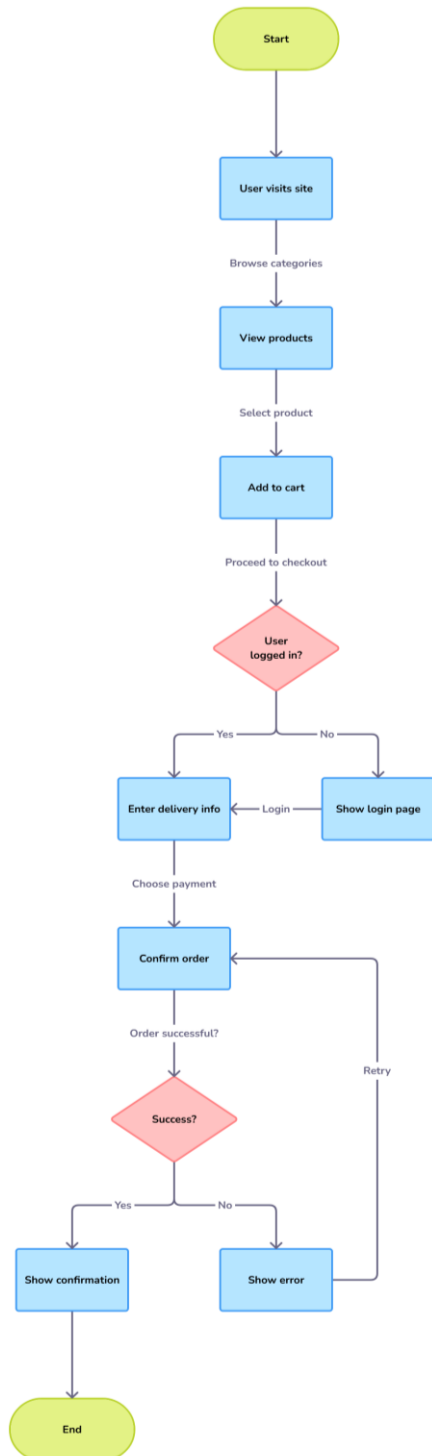 Start
User visits site
Browse categories
View products
Select product
Add to cart
Proceed to checkout
User
logged in?
Yes
No
Enter delivery info
Login
Show login page
Choose payment
Confirm order
Order successful?
Retry
Success?
Yes
No
Show confirmation
Show error
End